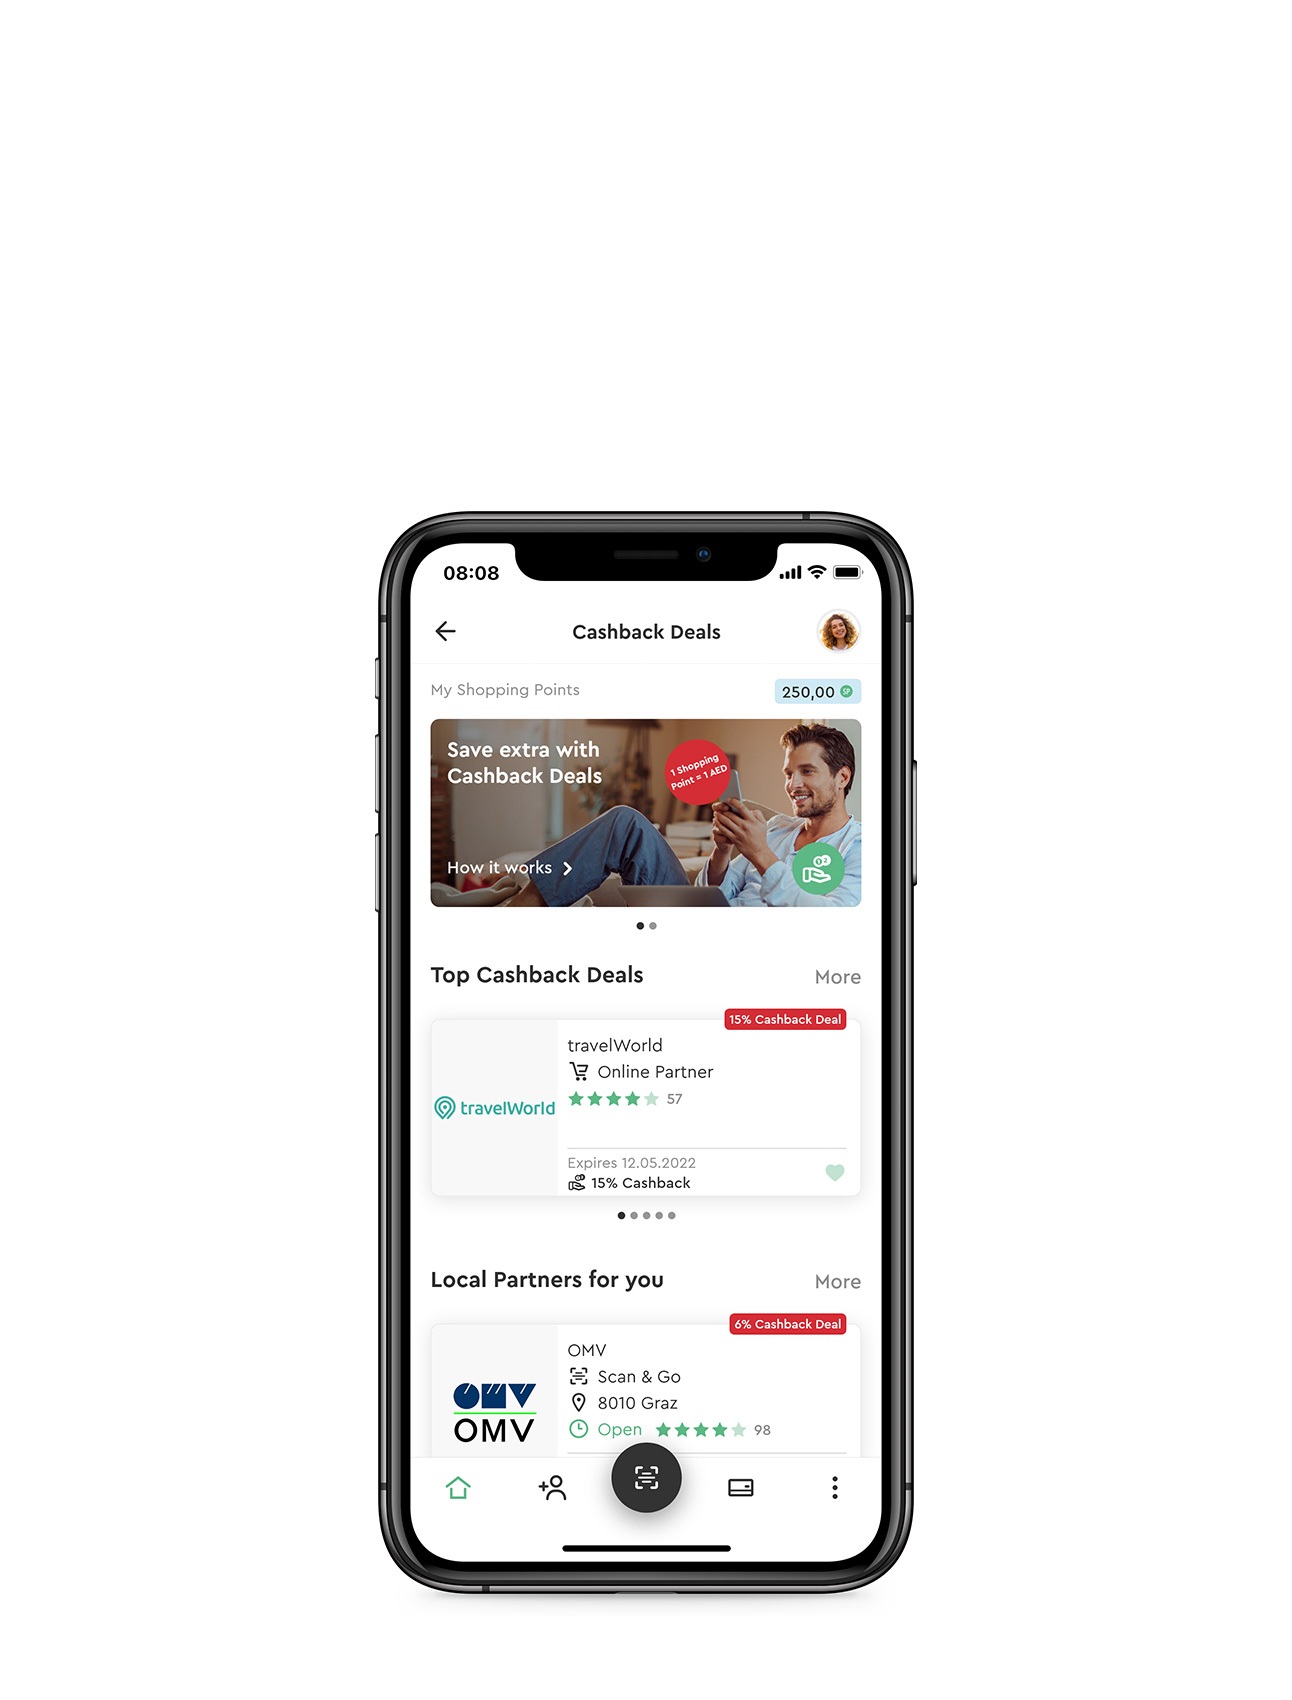 08:08
Cashback Deals
My Shopping Points
250,00 SP
Save extra with
Cashback Deals
1 Shopping
Point = 1 AED
How it works
Top Cashback Deals
More
15% Cashback Deal
travelWorld
Online Partner
57
travelWorld
Expires 12.05.2022
15% Cashback
Local Partners for you
More
6% Cashback Deal
OMV
Scan & Go
8010 Graz
Open
98
OMV
OMV